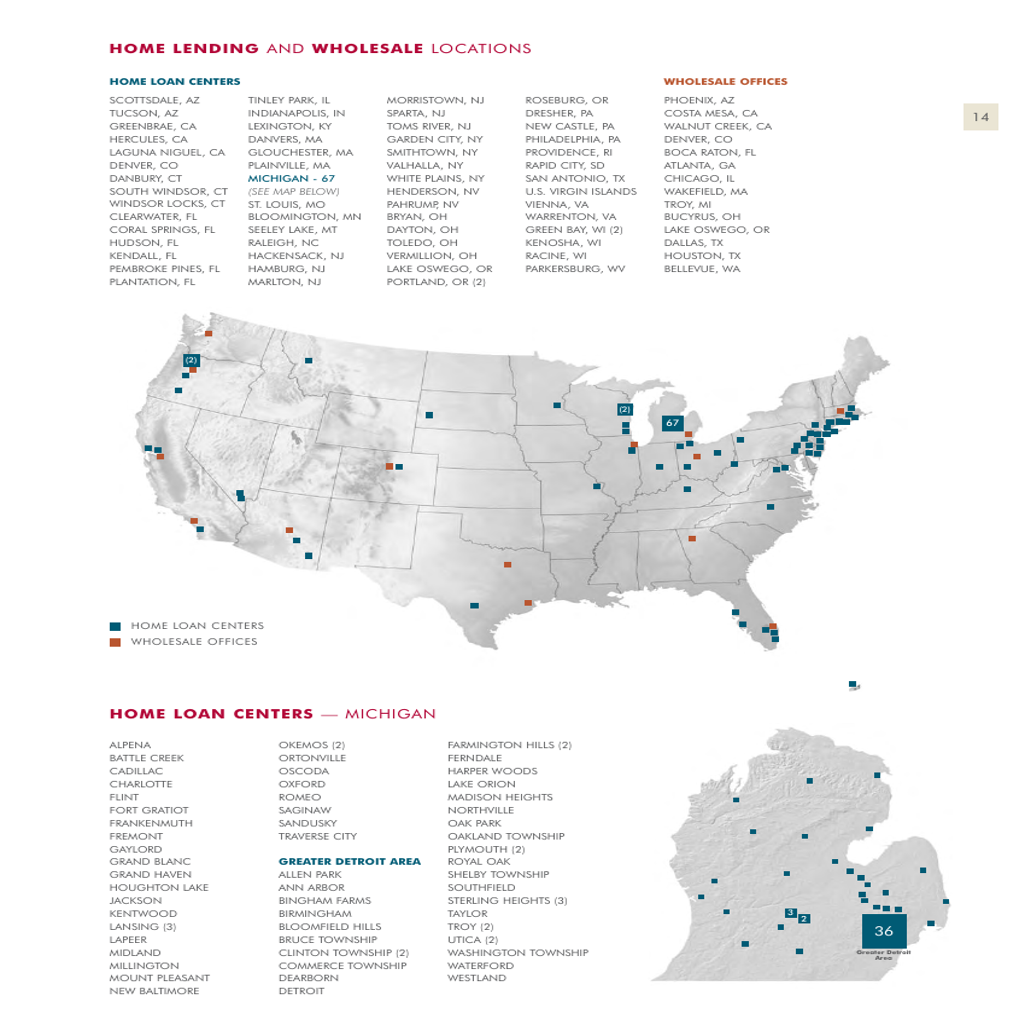 HOME LENDING AND WHOLESALE LOCATIONS
HOME LOAN CENTERS
SCOTTSDALE, AZ
TUCSON, AZ
GREENBRAE, CA
HERCULES, CA
LAGUNA NIGUEL, CA
DENVER, CO
DANBURY, CT
SOUTH WINDSOR, CT
WINDSOR LOCKS, CT
CLEARWATER, FL
CORAL SPRINGS, FL
HUDSON, FL
KENDALL, FL
PEMBROKE PINES, FL
PLANTATION, FL
TINLEY PARK, IL
INDIANAPOLIS, IN
LEXINGTON, KY
DANVERS, MA
GLOUCHESTER, MA
PLAINVILLE, MA
MICHIGAN - 67
(SEE MAP BELOW)
ST. LOUIS, MO
BLOOMINGTON, MN
SEELEY LAKE, MT
RALEIGH, NC
HACKENSACK, NJ
HAMBURG, NJ
MARLTON, NJ
MORRISTOWN, NJ
SPARTA, NJ
TOMS RIVER, NJ
GARDEN CITY, NY
SMITHTOWN, NY
VALHALLA, NY
WHITE PLAINS, NY
HENDERSON, NV
PAHRUMP, NV
BRYAN, OH
DAYTON, OH
TOLEDO, OH
VERMILLION, OH
LAKE OSWEGO, OR
PORTLAND, OR (2)
ROSEBURG, OR
DRESHER, PA
NEW CASTLE, PA
PHILADELPHIA, PA
PROVIDENCE, RI
RAPID CITY, SD
SAN ANTONIO, TX
U.S. VIRGIN ISLANDS
VIENNA, VA
WARRENTON, VA
GREEN BAY, WI (2)
KENOSHA, WI
RACINE, WI
PARKERSBURG, WV
WHOLESALE OFFICES
PHOENIX, AZ
COSTA MESA, CA
WALNUT CREEK, CA
DENVER, CO
BOCA RATON, FL
ATLANTA, GA
CHICAGO, IL
WAKEFIELD, MA
TROY, MI
BUCYRUS, OH
LAKE OSWEGO, OR
DALLAS, TX
HOUSTON, TX
BELLEVUE, WA
14
(2)
(2)
67
HOME LOAN CENTERS
WHOLESALE OFFICES
HOME LOAN CENTERS — MICHIGAN
ALPENA
BATTLE CREEK
CADILLAC
CHARLOTTE
FLINT
FORT GRATIOT
FRANKENMUTH
FREMONT
GAYLORD
GRAND BLANC
GRAND HAVEN
HOUGHTON LAKE
JACKSON
KENTWOOD
LANSING (3)
LAPEER
MIDLAND
MILLINGTON
MOUNT PLEASANT
NEW BALTIMORE
OKEMOS (2)
ORTONVILLE
OSCODA
OXFORD
ROMEO
SAGINAW
SANDUSKY
TRAVERSE CITY
GREATER DETROIT AREA
ALLEN PARK
ANN ARBOR
BINGHAM FARMS
BIRMINGHAM
BLOOMFIELD HILLS
BRUCE TOWNSHIP
CLINTON TOWNSHIP (2)
COMMERCE TOWNSHIP
DEARBORN
DETROIT
FARMINGTON HILLS (2)
FERNDALE
HARPER WOODS
LAKE ORION
MADISON HEIGHTS
NORTHVILLE
OAK PARK
OAKLAND TOWNSHIP
PLYMOUTH (2)
ROYAL OAK
SHELBY TOWNSHIP
SOUTHFIELD
STERLING HEIGHTS (3)
TAYLOR
TROY (2)
UTICA (2)
WASHINGTON TOWNSHIP
WATERFORD
WESTLAND
3
2
36
Greater Detroit
Area